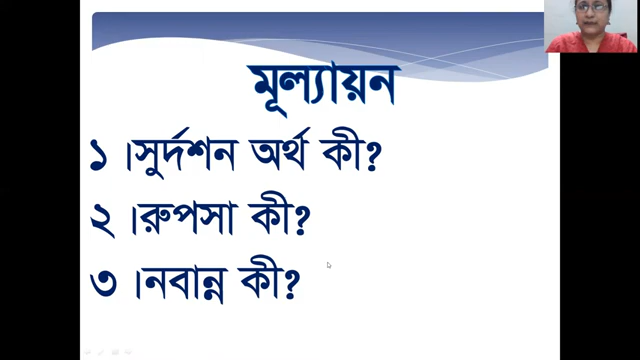 মূল্যায়ন
১।সুর্দশন অর্থ কী?
২।রুপসা কী?
৩।নবান্ন কী?